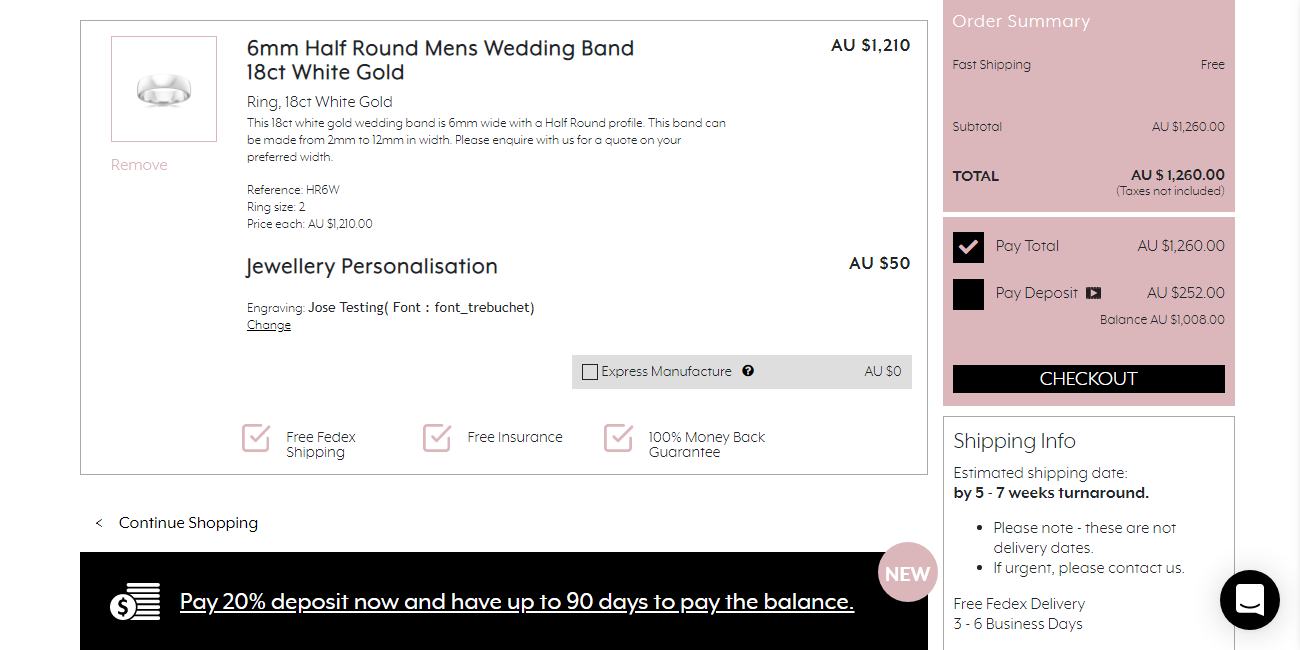 6mm Half Round Mens Wedding Band
18ct White Gold
AU $1,210
Ring, 18ct White Gold
This 18ct white gold wedding band is 6mm wide with a Half Round profile. This band can
be made from 2mm to 12mm in width. Please enquire with us for a quote on your
preferred width.
Remove
Reference: HR6W
Ring size: 2
Price each: AU $1,210.00
Jewellery Personalisation
AU $50
Engraving: Jose Testing( Font : font_trebuchet)
Change
Express Manufacture
AU $0
Free Fedex
Shipping
Free Insurance
100% Money Back
Guarantee
< Continue Shopping
NEW
Pay 20% deposit now and have up to 90 days to pay the balance.
Order Summary
Fast Shipping Free
Subtotal AU $1,260.00
TOTAL AU $ 1,260.00
(Taxes not included)
Pay Total AU $1,260.00
Pay Deposit AU $252.00
Balance AU $1,008.00
CHECKOUT
Shipping Info
Estimated shipping date:
by 5 - 7 weeks turnaround.
• Please note - these are not
delivery dates.
• If urgent, please contact us.
Free Fedex Delivery
3 - 6 Business Days